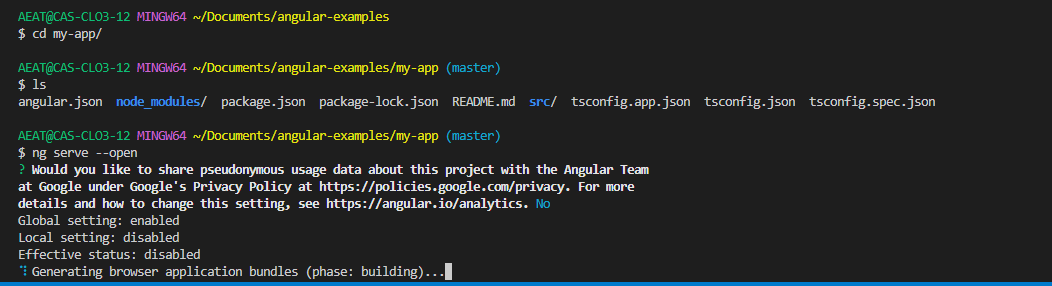 AEAT@CAS-CLO3-12 MINGW64 ~/Documents/angular-examples
$ cd my-app/
AEAT@CAS-CLO3-12 MINGW64 ~/Documents/angular-examples/my-app (master)
$ ls
angular.json node_modules/ package.json package-lock.json README.md src/ tsconfig.app.json tsconfig.json tsconfig.spec.json
AEAT@CAS-CLO3-12 MINGW64 ~/Documents/angular-examples/my-app (master)
$ ng serve --open
? Would you like to share pseudonymous usage data about this project with the Angular Team
at Google under Google's Privacy Policy at https://policies.google.com/privacy. For more
details and how to change this setting, see https://angular.io/analytics. No
Global setting: enabled
Local setting: disabled
Effective status: disabled
⠹ Generating browser application bundles (phase: building)...